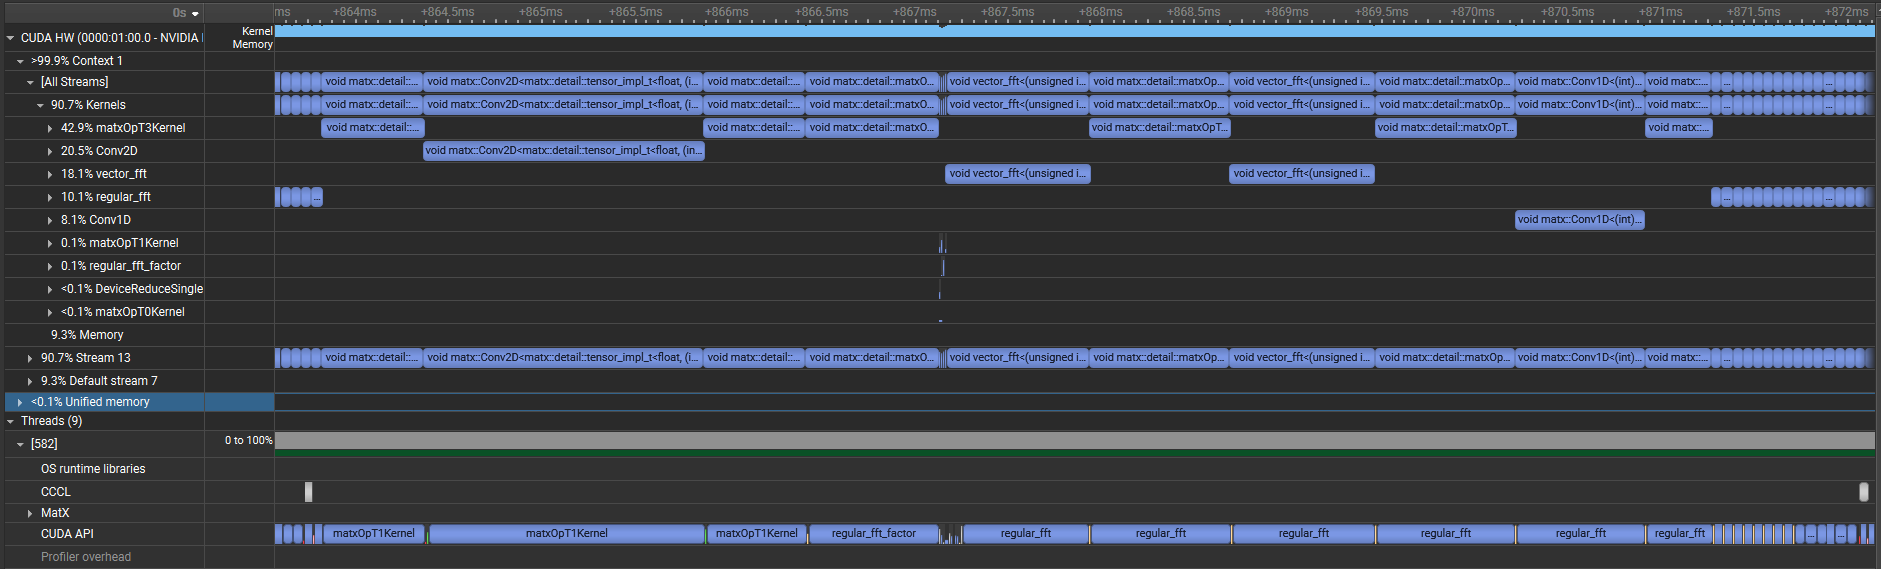 0s
ms +864ms +864.5ms +865ms +865.5ms +866ms +866.5ms +867ms +867.5ms +868ms +868.5ms +869ms +869.5ms +870ms +870.5ms +871ms +871.5ms +872ms
CUDA HW (0000:01:00.0 - NVIDIA Kernel
Memory
>99.9% Context 1
[All Streams] void matx::detail::... void matx::Conv2D<matx::detail::tensor_impl_t<float, (i... void matx::detail::... void matx::detail::matxO... void vector_fft<(unsigned i... void matx::detail::matxOp... void vector_fft<(unsigned i... void matx::detail::matxOp... void matx::Conv1D<(int)... void matx::... ... ...
90.7% Kernels void matx::detail::... void matx::Conv2D<matx::detail::tensor_impl_t<float, (i... void matx::detail::... void matx::detail::matxO... void vector_fft<(unsigned i... void matx::detail::matxOp... void vector_fft<(unsigned i... void matx::detail::matxOp... void matx::Conv1D<(int)... void matx::... ... ...
42.9% matxOpT3Kernel void matx::detail::... void matx::detail::... void matx::detail::matxO... void matx::detail::matxOpT... void matx::detail::matxOpT... void matx::...
20.5% Conv2D void matx::Conv2D<matx::detail::tensor_impl_t<float, (in...
18.1% vector_fft void vector_fft<(unsigned i... void vector_fft<(unsigned i...
10.1% regular_fft ... ... ...
8.1% Conv1D void matx::Conv1D<(int)...
0.1% matxOpT1Kernel
0.1% regular_fft_factor
<0.1% DeviceReduceSingle
<0.1% matxOpT0Kernel
9.3% Memory
90.7% Stream 13 void matx::detail::... void matx::Conv2D<matx::detail::tensor_impl_t<float, (i... void matx::detail::... void matx::detail::matxO... void vector_fft<(unsigned i... void matx::detail::matxOp... void vector_fft<(unsigned i... void matx::detail::matxOp... void matx::Conv1D<(int)... void matx::... ... ...
9.3% Default stream 7
<0.1% Unified memory
Threads (9)
[582] 0 to 100%
OS runtime libraries
CCCL
MatX
CUDA API matxOpT1Kernel matxOpT1Kernel matxOpT1Kernel regular_fft_factor regular_fft regular_fft regular_fft regular_fft regular_fft regular_fft ... ...
Profiler overhead